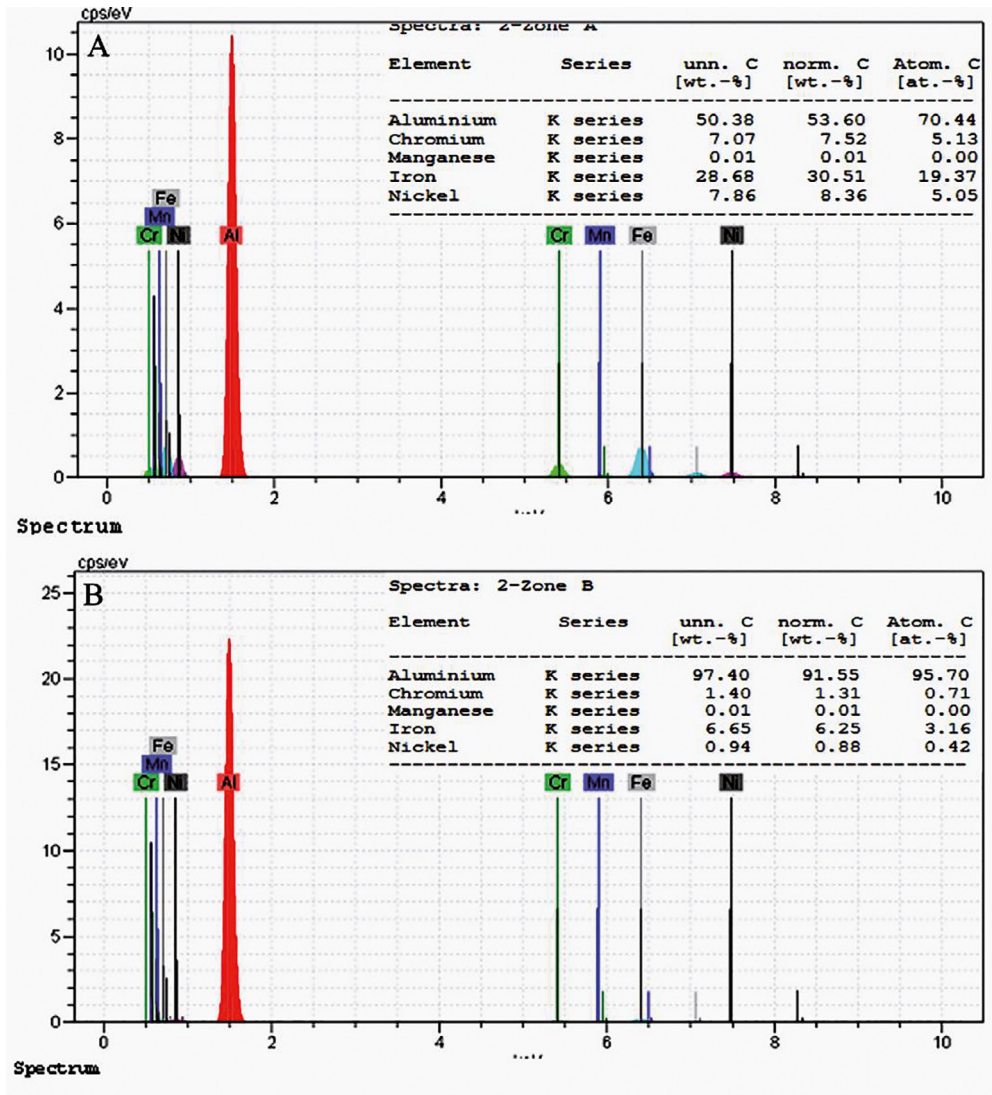 cps/eV
A
Spectra: 2-Zone A
Element Series unn. C norm. C Atom. C
[wt.-%] [wt.-%] [at.-%]
Aluminium K series 50.38 53.60 70.44
Chromium K series 7.07 7.52 5.13
Manganese K series 0.01 0.01 0.00
Iron K series 28.68 30.51 19.37
Nickel K series 7.86 8.36 5.05
10
8
6
4
2
0
Fe
Mn
Cr Ni Al Cr Mn Fe Ni
0 2 4 6 8 10
Spectrum
cps/eV
B
Spectra: 2-Zone B
Element Series unn. C norm. C Atom. C
[wt.-%] [wt.-%] [at.-%]
Aluminium K series 97.40 91.55 95.70
Chromium K series 1.40 1.31 0.71
Manganese K series 0.01 0.01 0.00
Iron K series 6.65 6.25 3.16
Nickel K series 0.94 0.88 0.42
25
20
15
10
5
0
Fe
Mn
Cr Ni Al Cr Mn Fe Ni
0 2 4 6 8 10
Spectrum